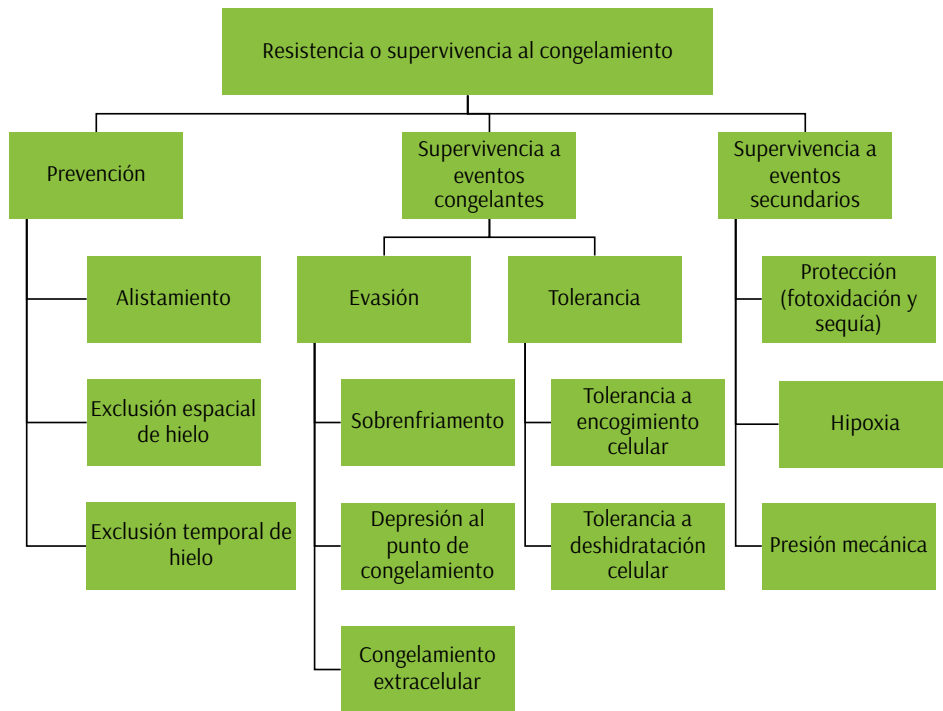 Resistencia o supervivencia al congelamiento
Prevención
Supervivencia a
eventos
congelantes
Supervivencia a
eventos
secundarios
Alistamiento
Exclusión espacial
de hielo
Exclusión temporal de
hielo
Evasión
Sobrenfriamento
Depresión al
punto de
congelamiento
Congelamiento
extracelular
Tolerancia
Tolerancia a
encogimiento
celular
Tolerancia a
deshidratación
celular
Protección
(fotoxidación y
sequía)
Hipoxia
Presión mecánica